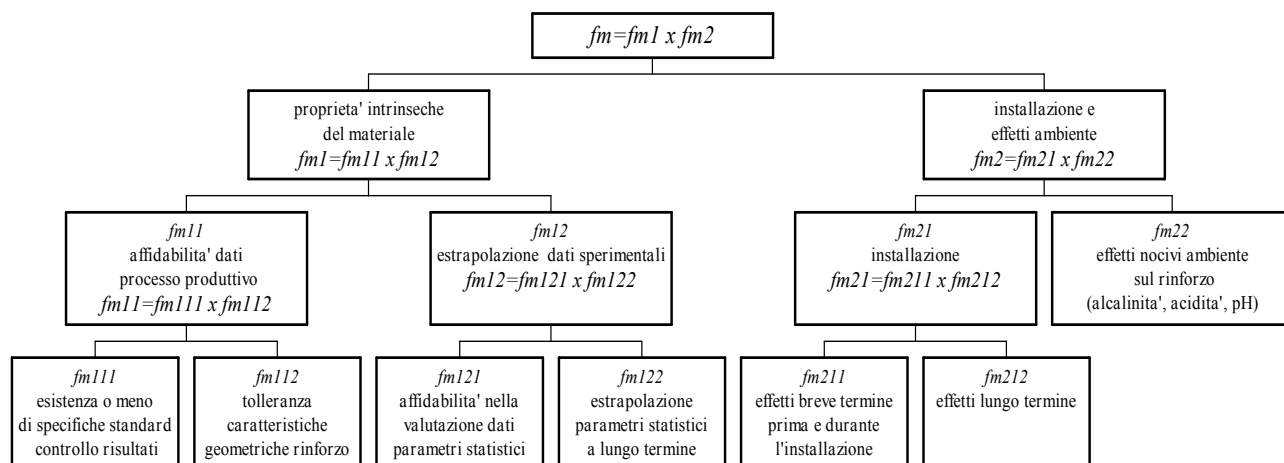 fm=fm1 x fm2
proprieta' intrinseche
del materiale
fm1=fm11 x fm12
installazione e
effetti ambiente
fm2=fm21 x fm22
fm11
affidabilita' dati
processo produttivo
fm11=fm111 x fm112
fm12
estrapolazione dati sperimentali
fm12=fm121 x fm122
fm21
installazione
fm21=fm211 x fm212
fm22
effetti nocivi ambiente
sul rinforzo
(alcalinita', acidita', pH)
fm111
esistenza o meno
di specifiche standard
controllo risultati
fm112
tolleranza
caratteristiche
geometriche rinforzo
fm121
affidabilita' nella
valutazione dati
parametri statistici
fm122
estrapolazione
parametri statistici
a lungo termine
fm211
effetti breve termine
prima e durante
l'installazione
fm212
effetti lungo termine